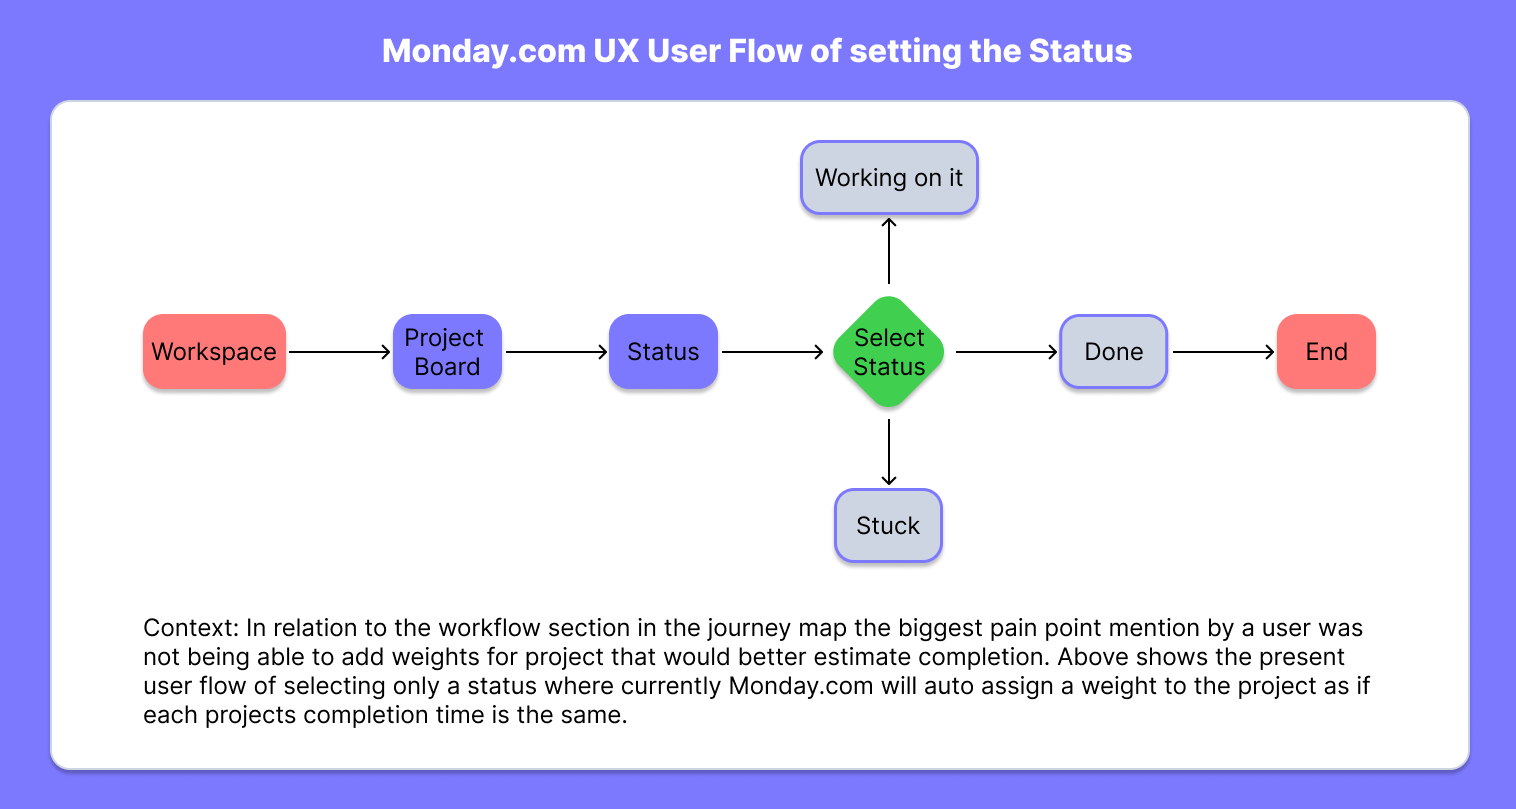 Monday.com UX User Flow of setting the Status
Working on it
Workspace
Project
Board
Status
Select
Status
Done
End
Stuck
Context: In relation to the workflow section in the journey map the biggest pain point mention by a user was
not being able to add weights for project that would better estimate completion. Above shows the present
user flow of selecting only a status where currently Monday.com will auto assign a weight to the project as if
each projects completion time is the same.